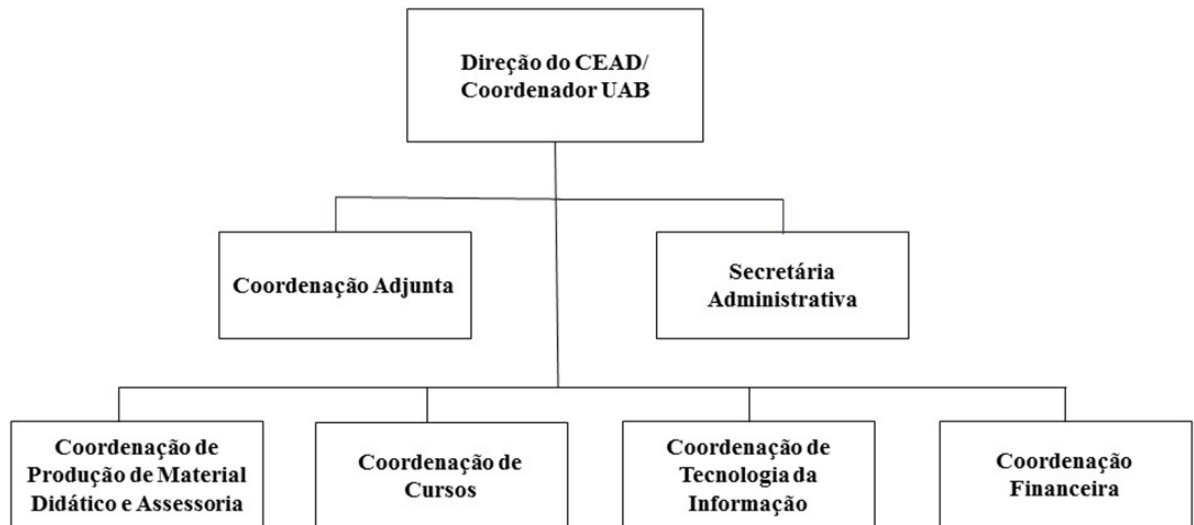 Direção do CEAD/
Coordenador UAB
Coordenação Adjunta
Secretária
Administrativa
Coordenação de
Produção de Material
Didático e Assessoria
Coordenação de
Cursos
Coordenação de
Tecnologia da
Informação
Coordenação
Financeira